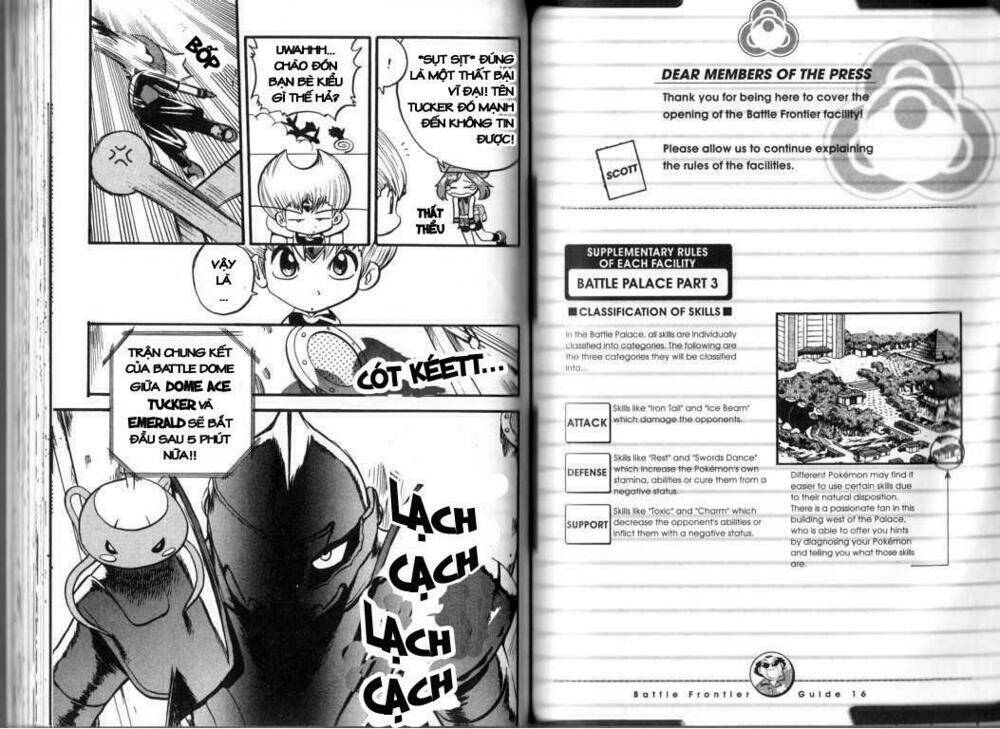 BỐP
UWAHHH...
CHÀO ĐÓN
BẠN BÈ KIỂU
GÌ THẾ HẢ?
!
"SỤT SỊT" ĐÚNG
LÀ MỘT THẤT BẠI
VĨ ĐẠI! TÊN
TUCKER ĐÓ MẠNH
ĐẾN KHÔNG TIN
ĐƯỢC!
THẤT
THỂU
VẬY
LÀ
...
CÓT KÉETT...
TRẬN CHUNG KẾT
CỦA BATTLE DOME
GIỮA DOME ACE
TUCKER VÀ
EMERALD SẼ BẮT
ĐẦU SAU 5 PHÚT
NỮA!!
LÁCH
CẠCH
LẠCH
CẠCH
DEAR MEMBERS OF THE PRESS
Thank you for being here to cover the
opening of the Battle Frontier facility!
Please allow us to continue explaining
the rules of the facilities.
SCOTT
SUPPLEMENTARY RULES
OF EACH FACILITY
BATTLE PALACE PART 3
■CLASSIFICATION OF SKILLS■
In the Battle Palace, all skills are individually
classified into categories. The following are
the three categories they will be classified
into...
ATTACK
Skills like "Iron Tail" and "Ice Beam"
which damage the opponents.
DEFENSE
Skills like "Rest" and "Swords Dance"
which increase the Pokémon's own
stamina, abilities or cure them from a
negative status.
SUPPORT
Skills like "Toxic" and "Charm" which
decrease the opponent's abilities or
inflict them with a negative status.
Different Pokémon may find it
easier to use certain skills due
to their natural disposition.
There is a passionate fan in this
building west of the Palace,
who is able to offer you hints
by diagnosing your Pokémon
and telling you what those skills
are.
Battle Frontier Guide 16